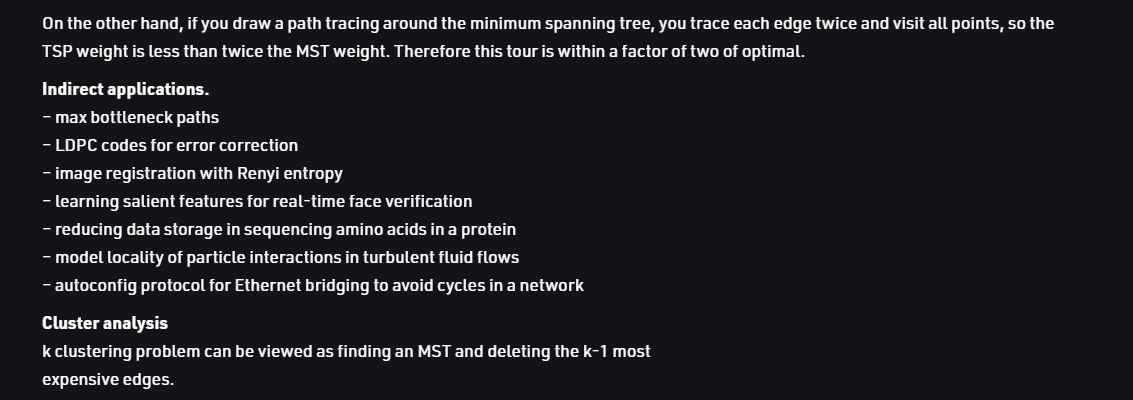 On the other hand, if you draw a path tracing around the minimum spanning tree, you trace each edge twice and visit all points, so the
TSP weight is less than twice the MST weight. Therefore this tour is within a factor of two of optimal.
Indirect applications.
– max bottleneck paths
– LDPC codes for error correction
– image registration with Renyi entropy
– learning salient features for real-time face verification
– reducing data storage in sequencing amino acids in a protein
– model locality of particle interactions in turbulent fluid flows
– autoconfig protocol for Ethernet bridging to avoid cycles in a network
Cluster analysis
k clustering problem can be viewed as finding an MST and deleting the k-1 most
expensive edges.